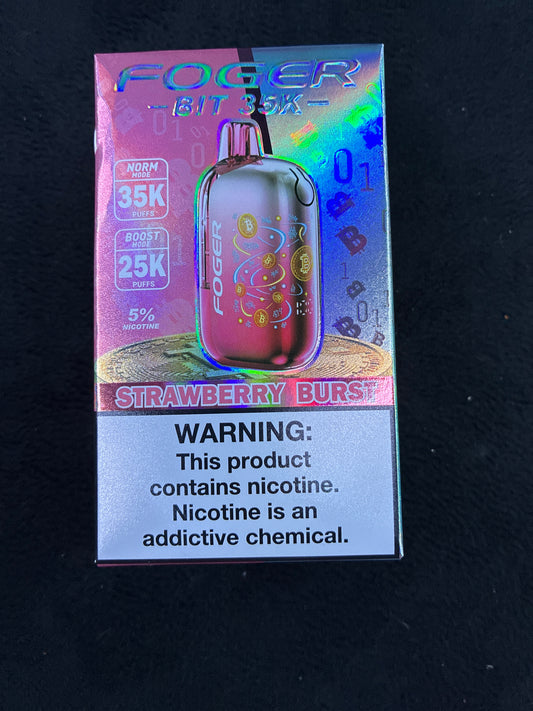 FOGER
BIT 35K
NORM
MODE
35K
PUFFS
BOOST
MODE
25K
PUFFS
5%
NICOTINE
FOGER
STRAWBERRY BURST
WARNING:
This product
contains nicotine.
Nicotine is an
addictive chemical.